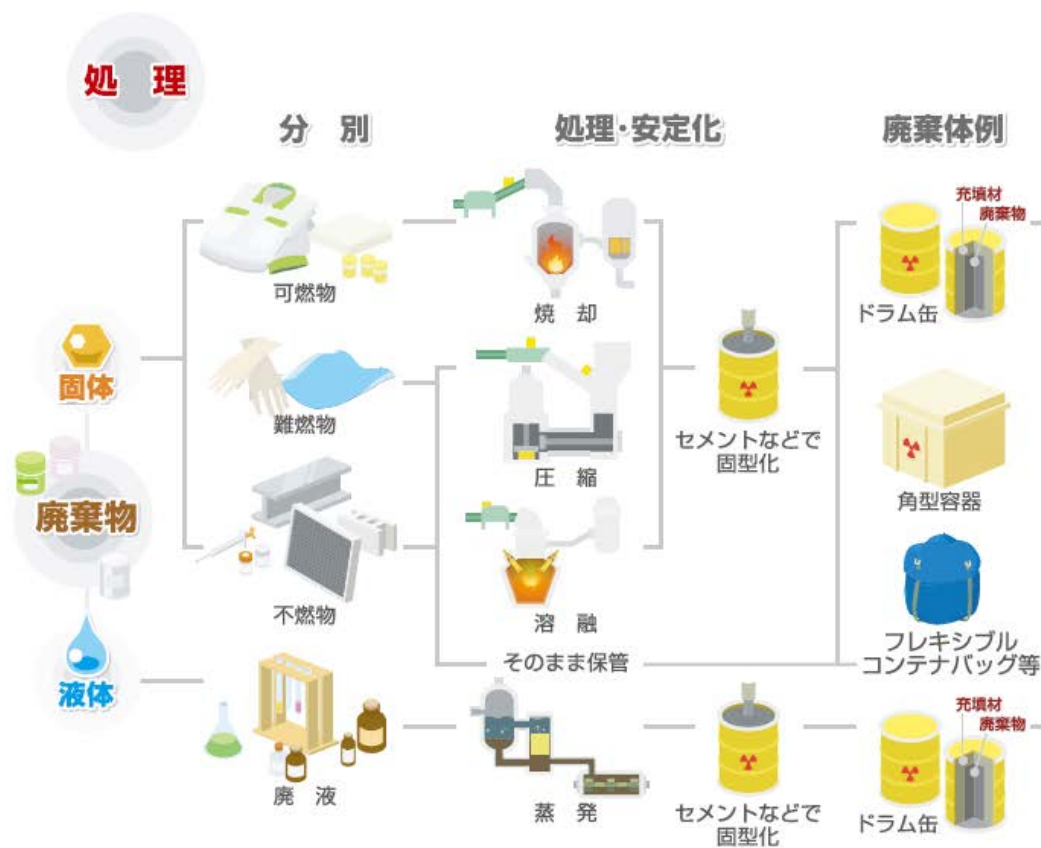 処 理
分 別
処理・安定化
廃棄体例
可燃物
焼 却
充填材
廃棄物
ドラム缶
固体
難燃物
圧 縮
セメントなどで
固型化
角型容器
廃棄物
不燃物
溶 融
そのまま保管
フレキシブル
コンテナバッグ等
液体
廃 液
蒸 発
セメントなどで
固型化
充填材
廃棄物
ドラム缶